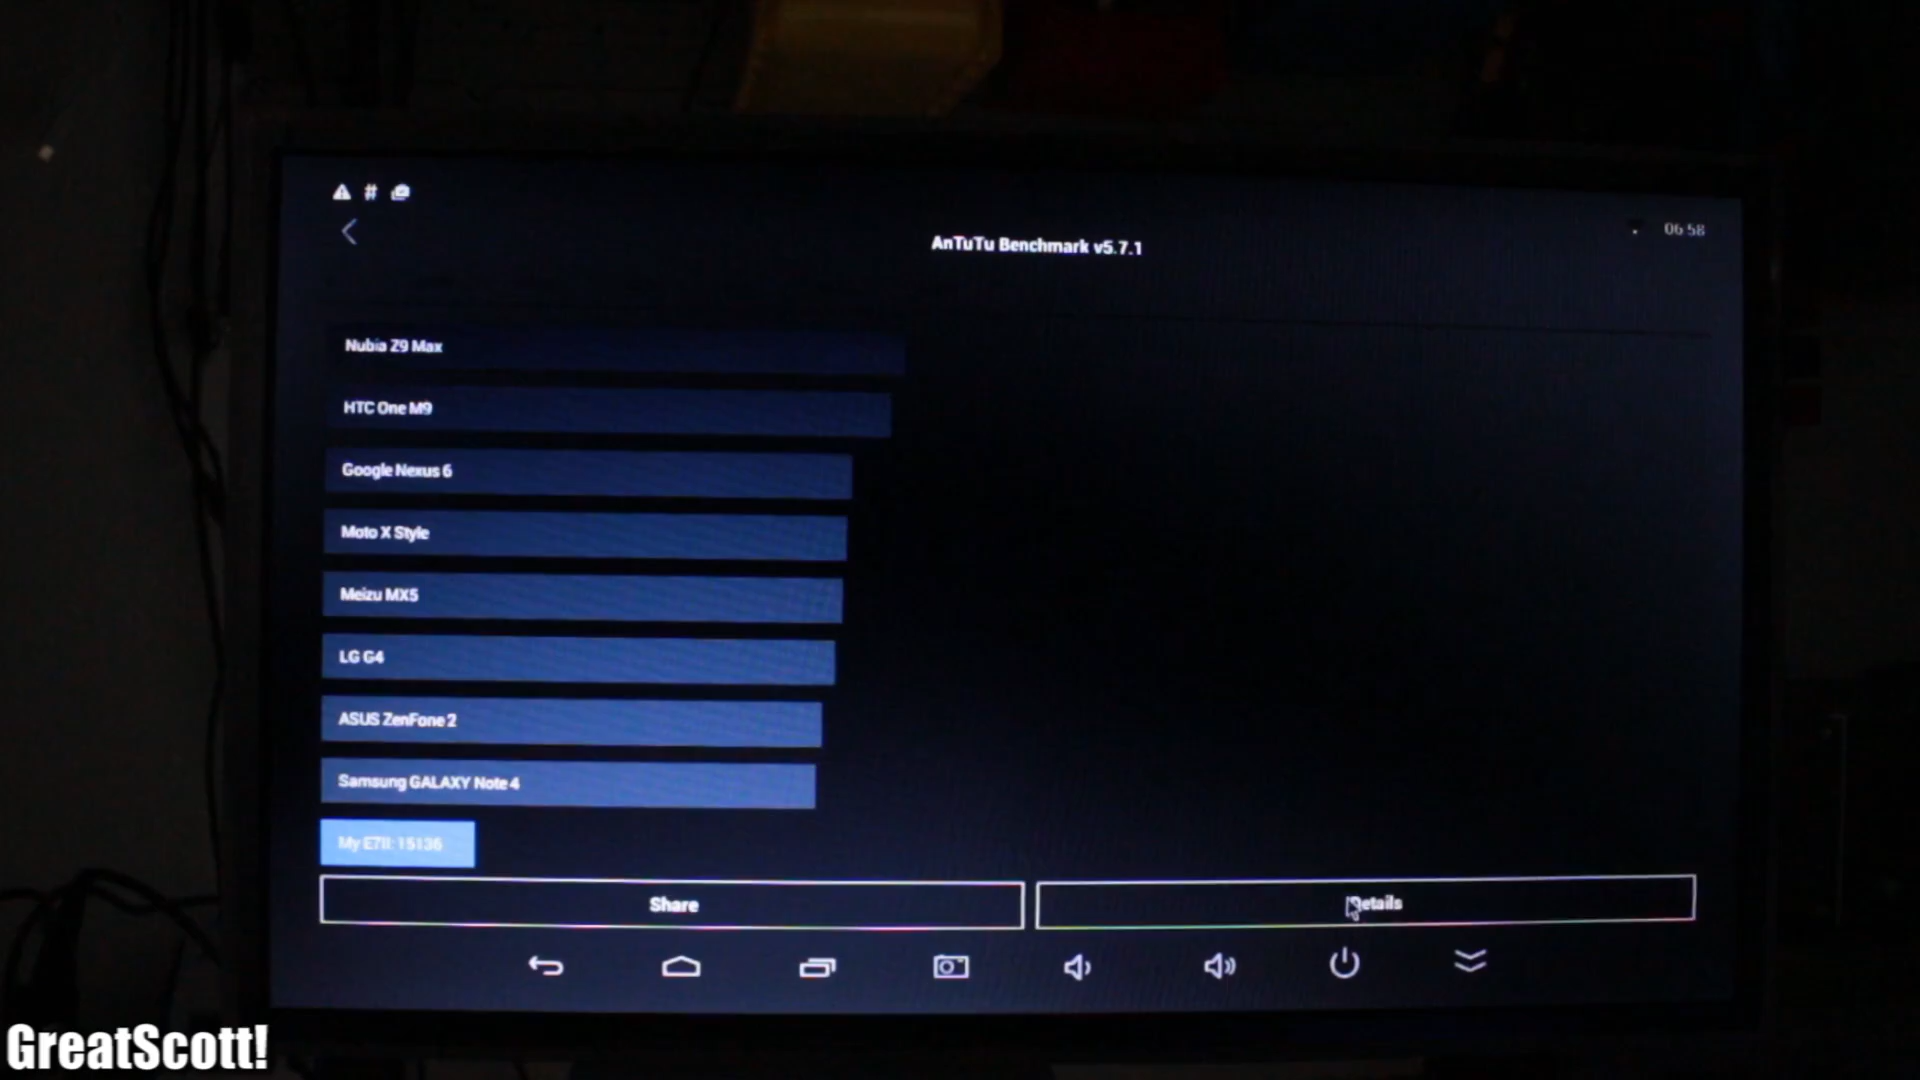 #
06 58
AnTuTu Benchmark v5.7.1
Nubia Z9 Max
HTC One M9
Google Nexus 6
Moto X Style
Meizu MX5
LG G4
ASUS ZenFone 2
Samsung GALAXY Note 4
My E7II: 15136
Share
Details
GreatScott!